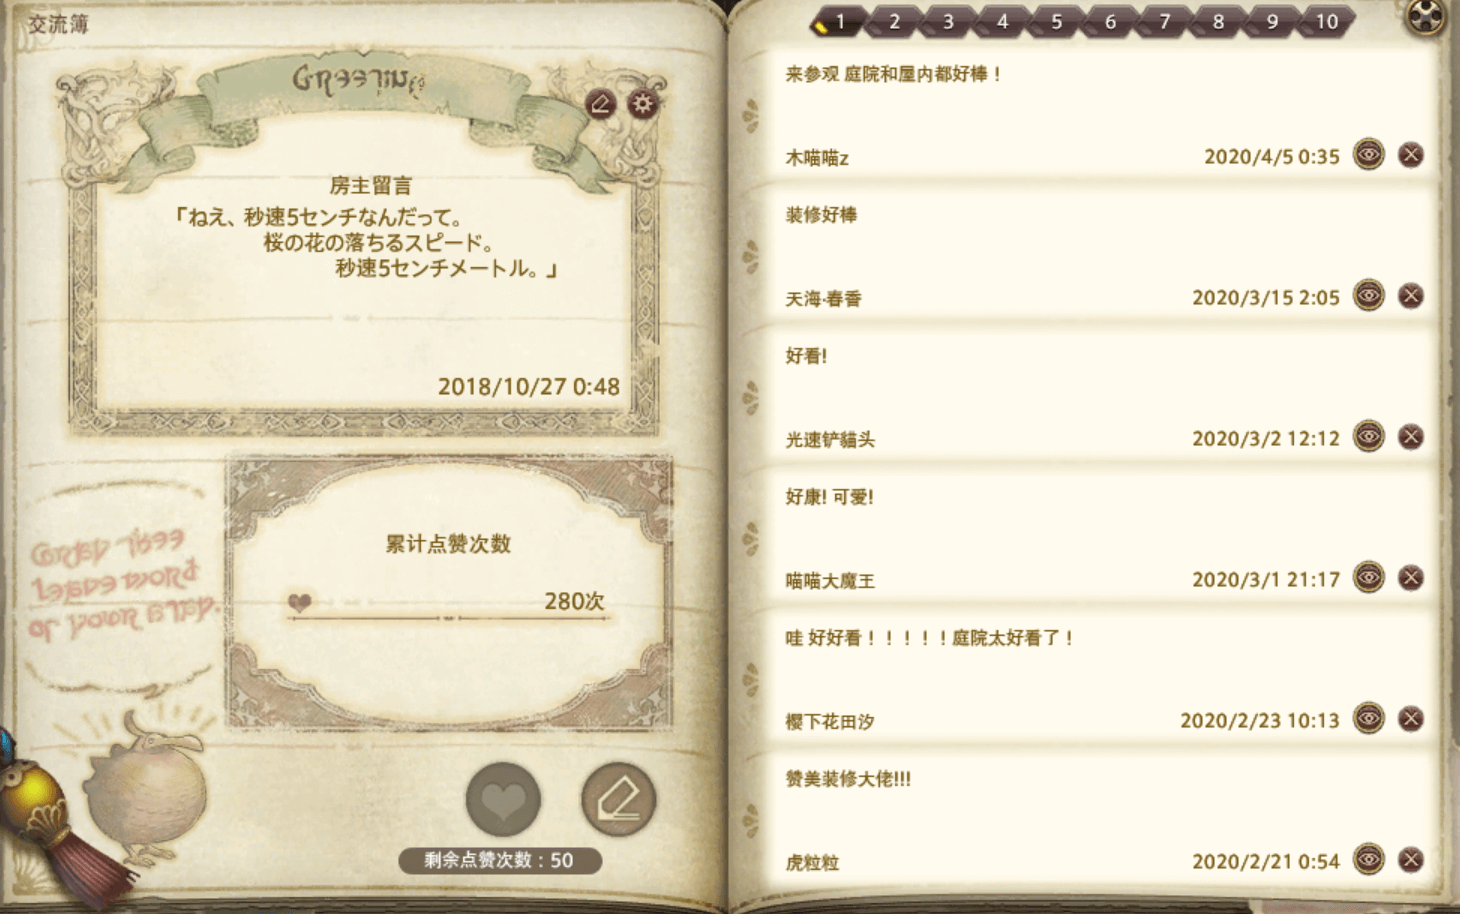 交流簿
Greeting
房主留言
「ねえ、秒速5センチなんだって。
桜の花の落ちるスピード。
秒速5センチメートル。」
2018/10/27 0:48
累计点赞次数
280次
剩余点赞次数：50
1 2 3 4 5 6 7 8 9 10
来参观 庭院和屋内都好棒！
木喵喵z 2020/4/5 0:35
装修好棒
天海·春香 2020/3/15 2:05
好看!
光速铲貓头 2020/3/2 12:12
好康! 可爱!
喵喵大魔王 2020/3/1 21:17
哇 好好看！！！！！庭院太好看了！
樱下花田汐 2020/2/23 10:13
赞美装修大佬!!!
虎粒粒 2020/2/21 0:54